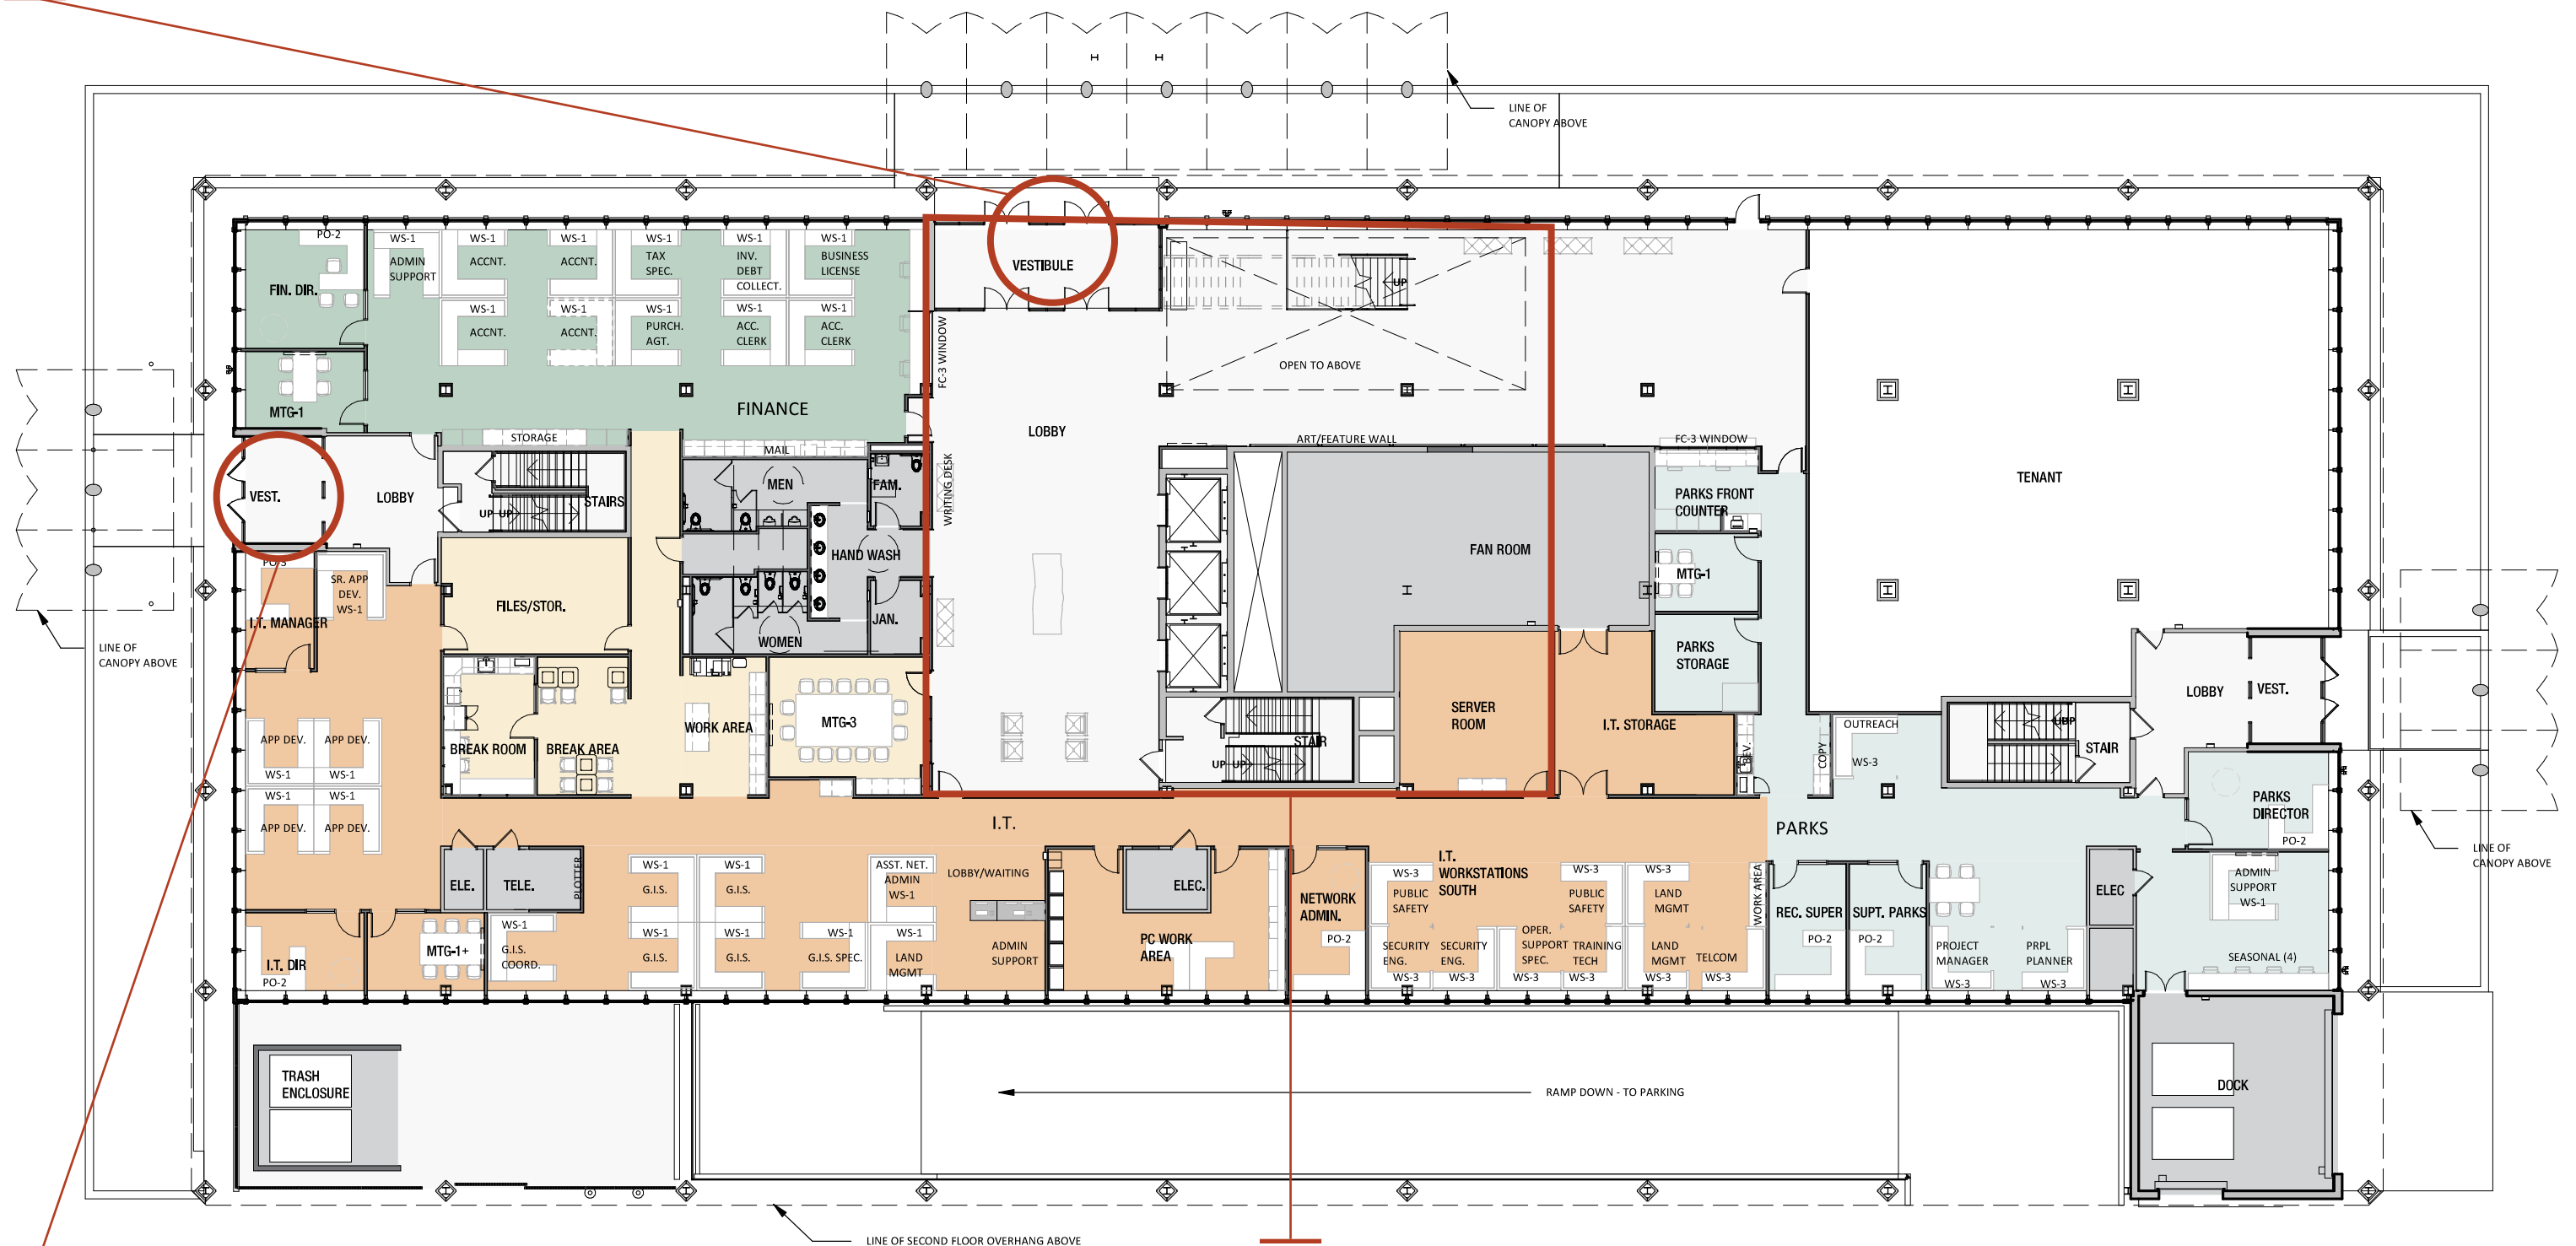 LINE OF
CANOPY ABOVE
PO-2
FIN. DIR.
WS-1
ADMIN
SUPPORT
WS-1
ACCNT.
WS-1
ACCNT.
WS-1
TAX
SPEC.
WS-1
INV.
DEBT
COLLECT.
WS-1
BUSINESS
LICENSE
WS-1
ACCNT.
WS-1
ACCNT.
WS-1
PURCH.
AGT.
WS-1
ACC.
CLERK
WS-1
ACC.
CLERK
MTG-1
FINANCE
STORAGE
MAIL
VESTIBULE
FC-3 WINDOW
UP
OPEN TO ABOVE
LOBBY
ART/FEATURE WALL
FC-3 WINDOW
WRITING DESK
TENANT
VEST.
LOBBY
UP UP
STAIRS
MEN
FAM.
HAND WASH
JAN.
WOMEN
FAN ROOM
PARKS FRONT
COUNTER
MTG-1
PARKS
STORAGE
LINE OF
CANOPY ABOVE
PO-3
I.T. MANAGER
SR. APP
DEV.
WS-1
FILES/STOR.
BREAK ROOM
BREAK AREA
WORK AREA
MTG-3
STAIR
UP UP
SERVER
ROOM
I.T. STORAGE
BEV.
COPY
OUTREACH
WS-3
STAIR
LOBBY
VEST.
APP DEV.
APP DEV.
WS-1
WS-1
WS-1
WS-1
APP DEV.
APP DEV.
I.T.
PARKS
PARKS
DIRECTOR
PO-2
LINE OF
CANOPY ABOVE
ELE.
TELE.
PLOTTER
WS-1
G.I.S.
WS-1
G.I.S.
ASST. NET.
ADMIN
WS-1
LOBBY/WAITING
ELEC.
NETWORK
ADMIN.
PO-2
I.T.
WORKSTATIONS
SOUTH
WS-3
PUBLIC
SAFETY
WS-3
PUBLIC
SAFETY
WS-3
LAND
MGMT
WORK AREA
REC. SUPER
PO-2
SUPT. PARKS
PO-2
ELEC
ADMIN
SUPPORT
WS-1
I.T. DIR
PO-2
MTG-1+
WS-1
G.I.S.
COORD.
WS-1
G.I.S.
WS-1
G.I.S.
WS-1
G.I.S. SPEC.
WS-1
LAND
MGMT
ADMIN
SUPPORT
PC WORK
AREA
SECURITY
ENG.
WS-3
SECURITY
ENG.
WS-3
OPER.
SUPPORT
SPEC.
WS-3
TRAINING
TECH
WS-3
LAND
MGMT
WS-3
TELCOM
WS-3
PROJECT
MANAGER
WS-3
PRPL
PLANNER
WS-3
SEASONAL (4)
TRASH
ENCLOSURE
RAMP DOWN - TO PARKING
DOCK
LINE OF SECOND FLOOR OVERHANG ABOVE